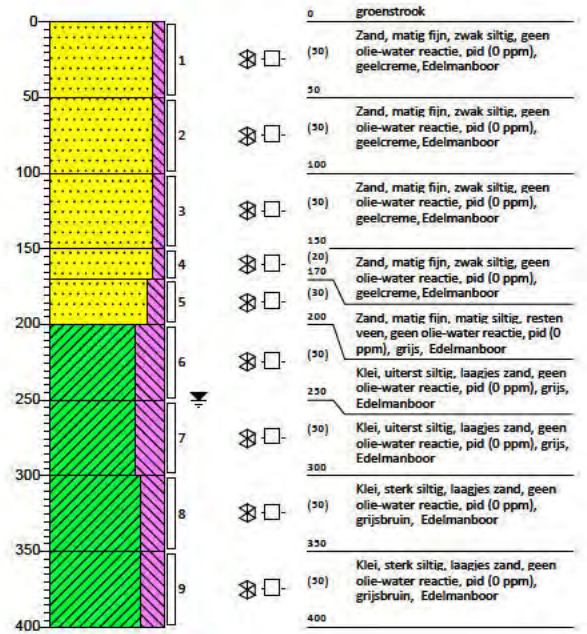 0 groenstrook
0
Zand, matig fijn, zwak siltig, geen
1 (50) olie-water reactie, pid (0 ppm),
geelcreme, Edelmanboor
50 50
Zand, matig fijn, zwak siltig, geen
2 (50) olie-water reactie, pid (0 ppm),
geelcreme, Edelmanboor
100 100
Zand, matig fijn, zwak siltig, geen
3 (50) olie-water reactie, pid (0 ppm),
geelcreme, Edelmanboor
150 150
4 (20) Zand, matig fijn, zwak siltig, geen
170 olie-water reactie, pid (0 ppm),
5 (30) geelcreme, Edelmanboor
200 200 Zand, matig fijn, matig siltig, resten
veen, geen olie-water reactie, pid (0
6 (50) ppm), grijs, Edelmanboor
Klei, uiterst siltig, laagjes zand, geen
250 250 olie-water reactie, pid (0 ppm), grijs,
Edelmanboor
7 (50) Klei, uiterst siltig, laagjes zand, geen
olie-water reactie, pid (0 ppm), grijs,
300 300 Edelmanboor
Klei, sterk siltig, laagjes zand, geen
8 (50) olie-water reactie, pid (0 ppm),
grijsbruin, Edelmanboor
350 350
Klei, sterk siltig, laagjes zand, geen
9 (50) olie-water reactie, pid (0 ppm),
grijsbruin, Edelmanboor
400 400